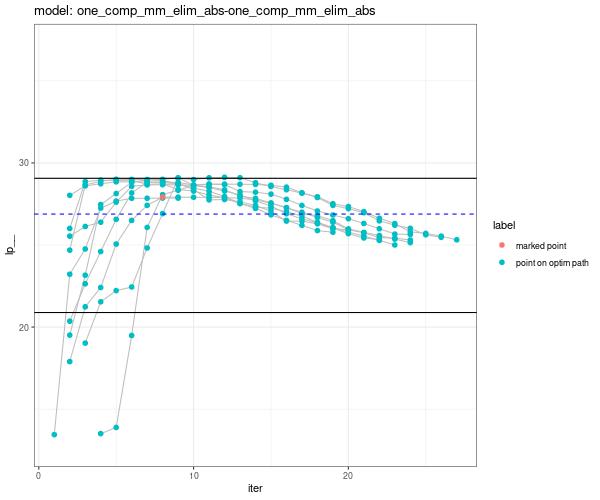 model: one_comp_mm_elim_abs-one_comp_mm_elim_abs
30
20
lp__
0
10
20
iter
label
marked point
point on optim path